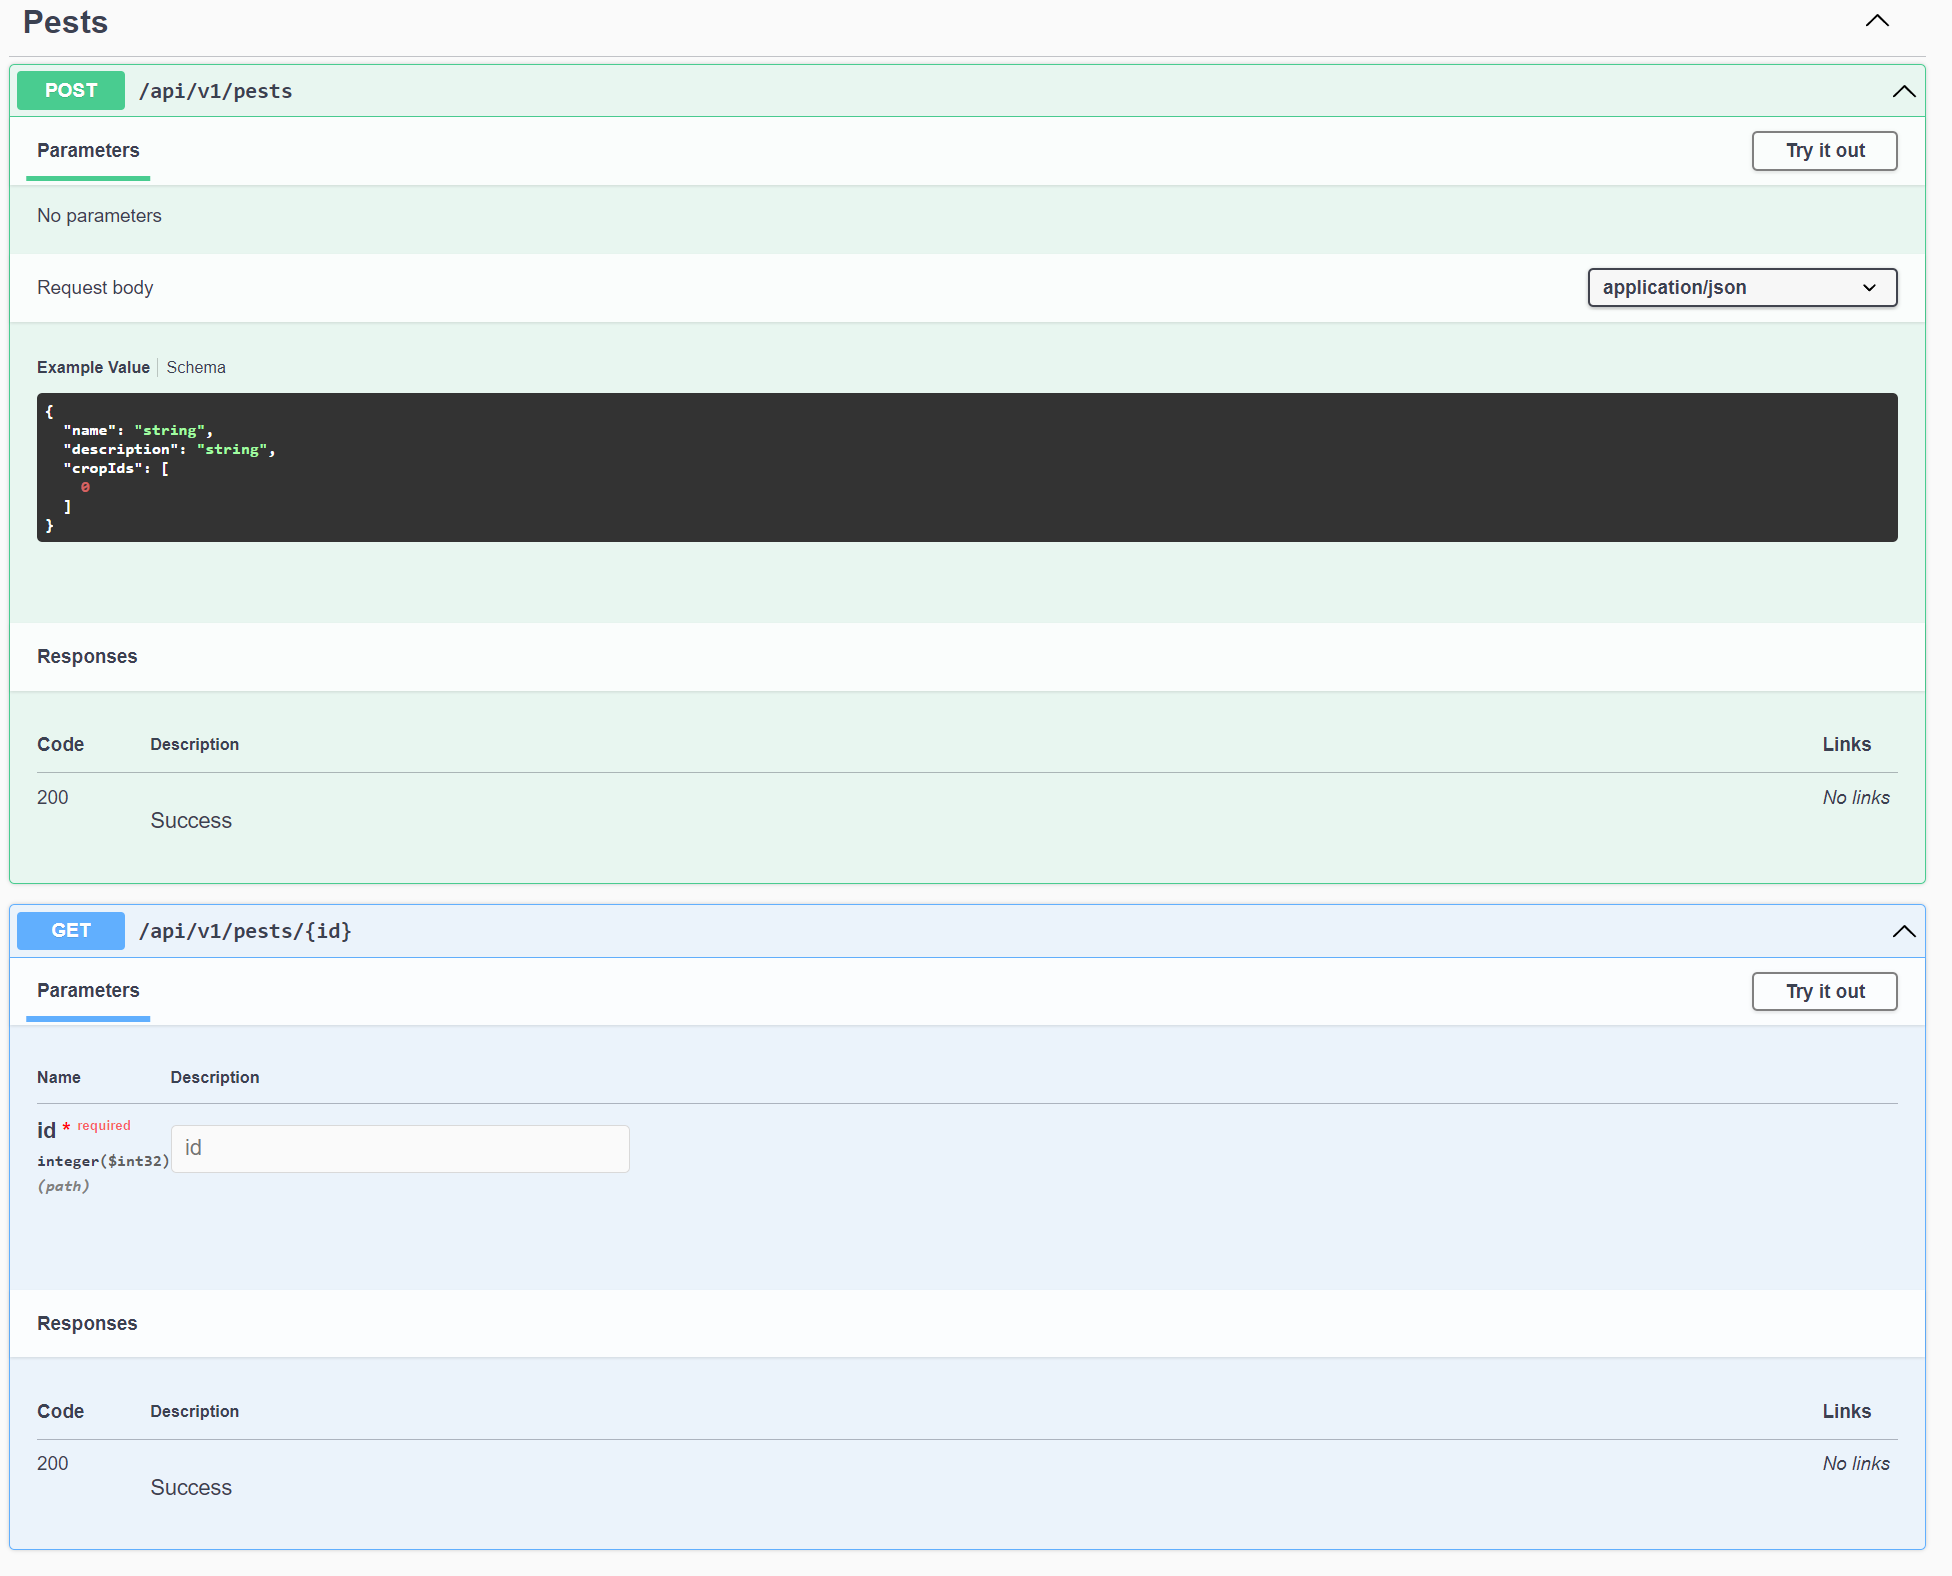 Pests
POST /api/v1/pests
Parameters
Try it out
No parameters
Request body
application/json
Example Value Schema
{
  "name": "string",
  "description": "string",
  "cropIds": [
    0
  ]
}
Responses
Code Description Links
200 No links
Success
GET /api/v1/pests/{id}
Parameters
Try it out
Name Description
id * required
id
integer($int32)
(path)
Responses
Code Description Links
200 No links
Success